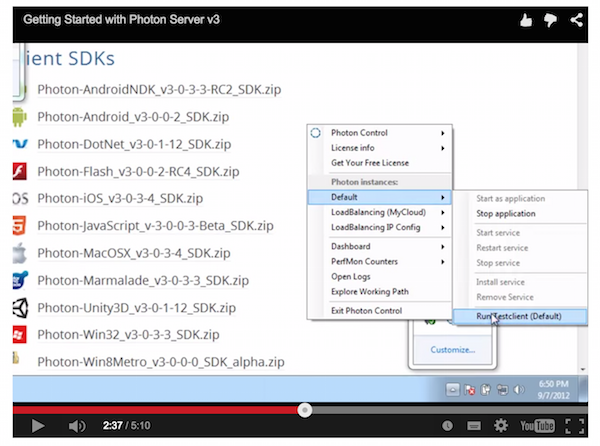 Getting Started with Photon Server v3
ient SDKs
Photon-AndroidNDK_v3-0-3-3-RC2_SDK.zip
Photon-Android_v3-0-0-2_SDK.zip
Photon-DotNet_v3-0-1-12_SDK.zip
Photon-Flash_v3-0-0-2-RC4_SDK.zip
Photon-iOS_v3-0-3-4_SDK.zip
Photon-JavaScript_v-3-0-0-3-Beta_SDK.zip
Photon-MacOSX_v3-0-3-4_SDK.zip
Photon-Marmalade_v3-0-3-3_SDK.zip
Photon-Unity3D_v3-0-1-12_SDK.zip
Photon-Win32_v3-0-3-3_SDK.zip
Photon-Win8Metro_v3-0-0-0_SDK_alpha.zip
Photon Control
License info
Get Your Free License
Photon instances:
Default
LoadBalancing (MyCloud)
LoadBalancing IP Config
Dashboard
PerfMon Counters
Open Logs
Explore Working Path
Exit Photon Control
Start as application
Stop application
Start service
Restart service
Stop service
Install service
Remove Service
Run Testclient (Default)
Customize...
6:50 PM
9/7/2012
2:37 / 5:10
YouTube